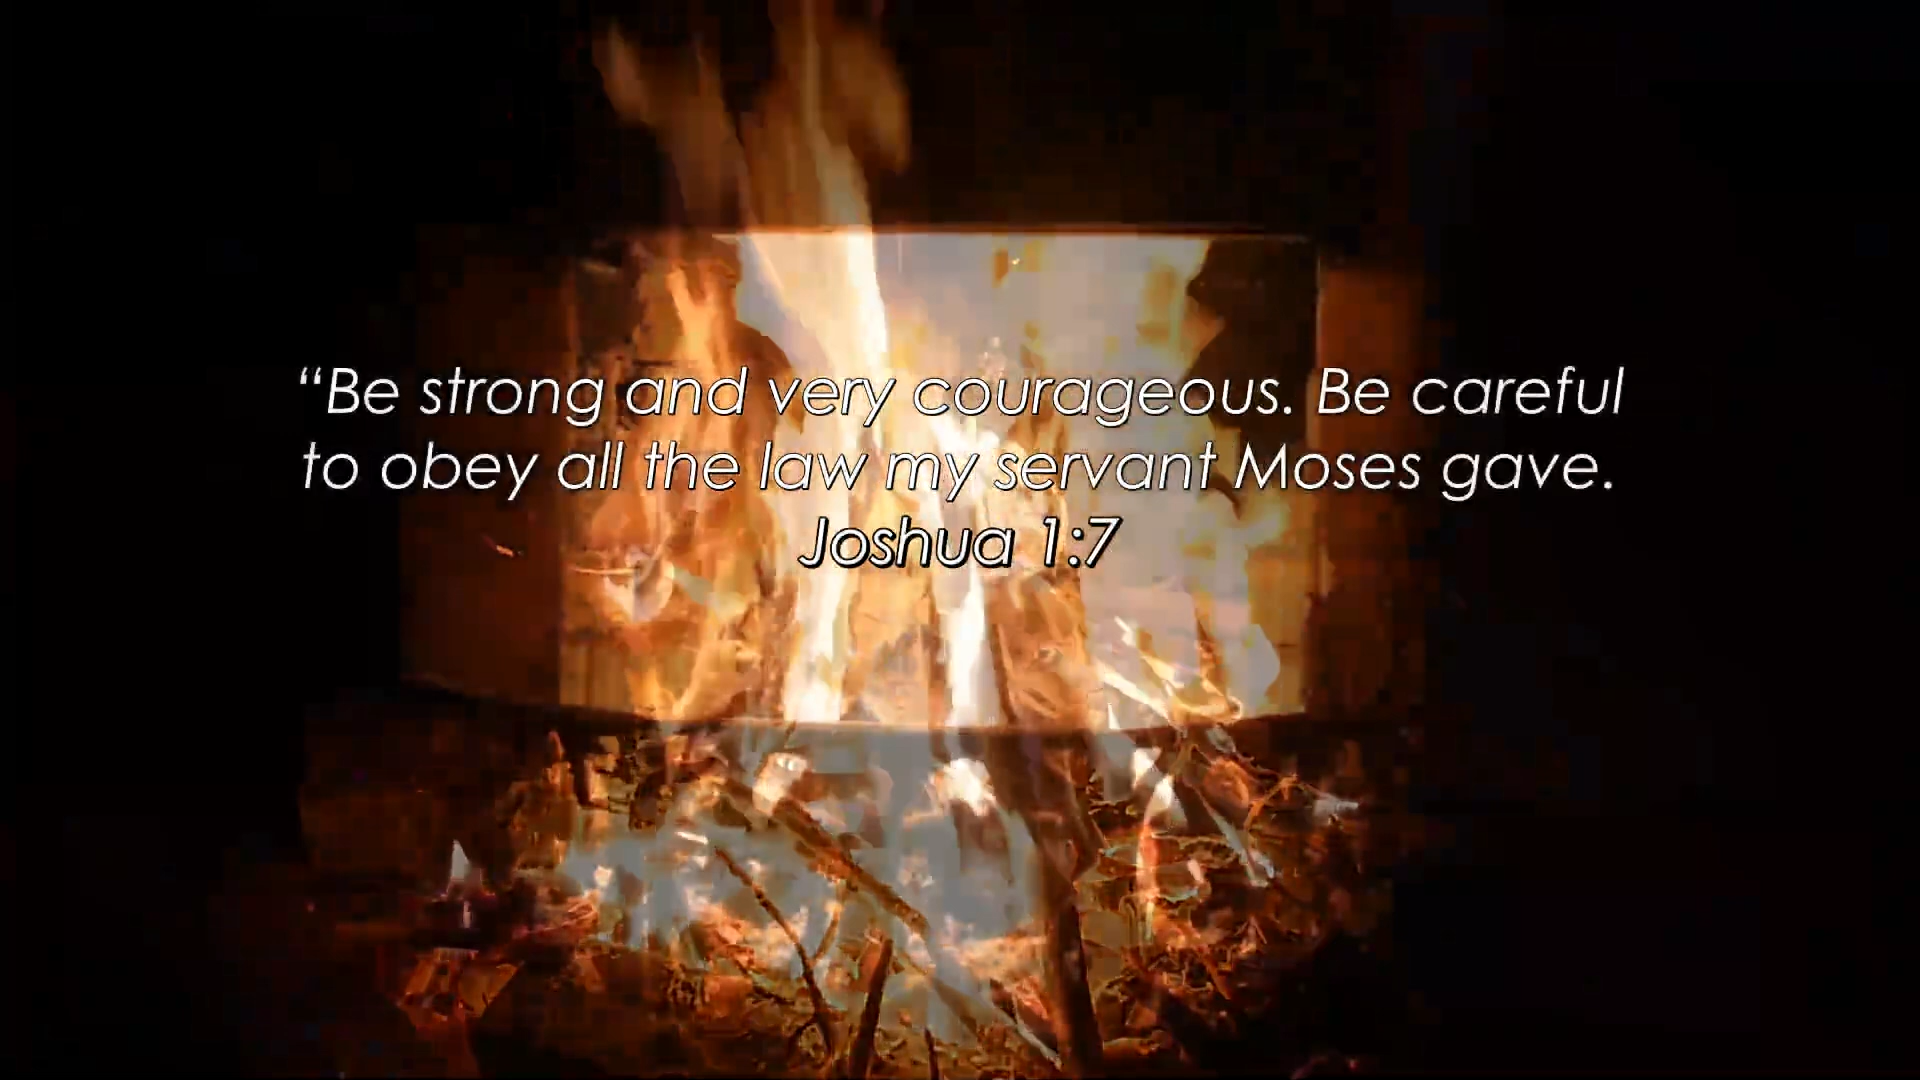 “Be strong and very courageous. Be careful
to obey all the law my servant Moses gave.
Joshua 1:7